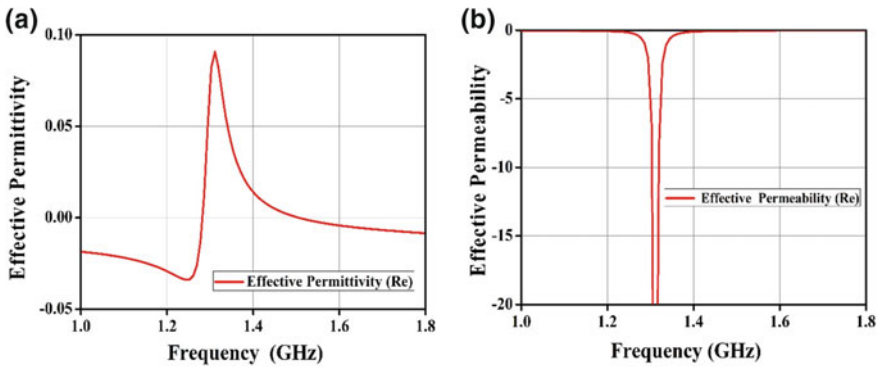 (a)
0.10
0.05
0.00
-0.05
Effective Permittivity
Effective Permittivity (Re)
1.0 1.2 1.4 1.6 1.8
Frequency (GHz)
(b)
0
-5
-10
-15
-20
Effective Permeability
Effective Permeability (Re)
1.0 1.2 1.4 1.6 1.8
Frequency (GHz)